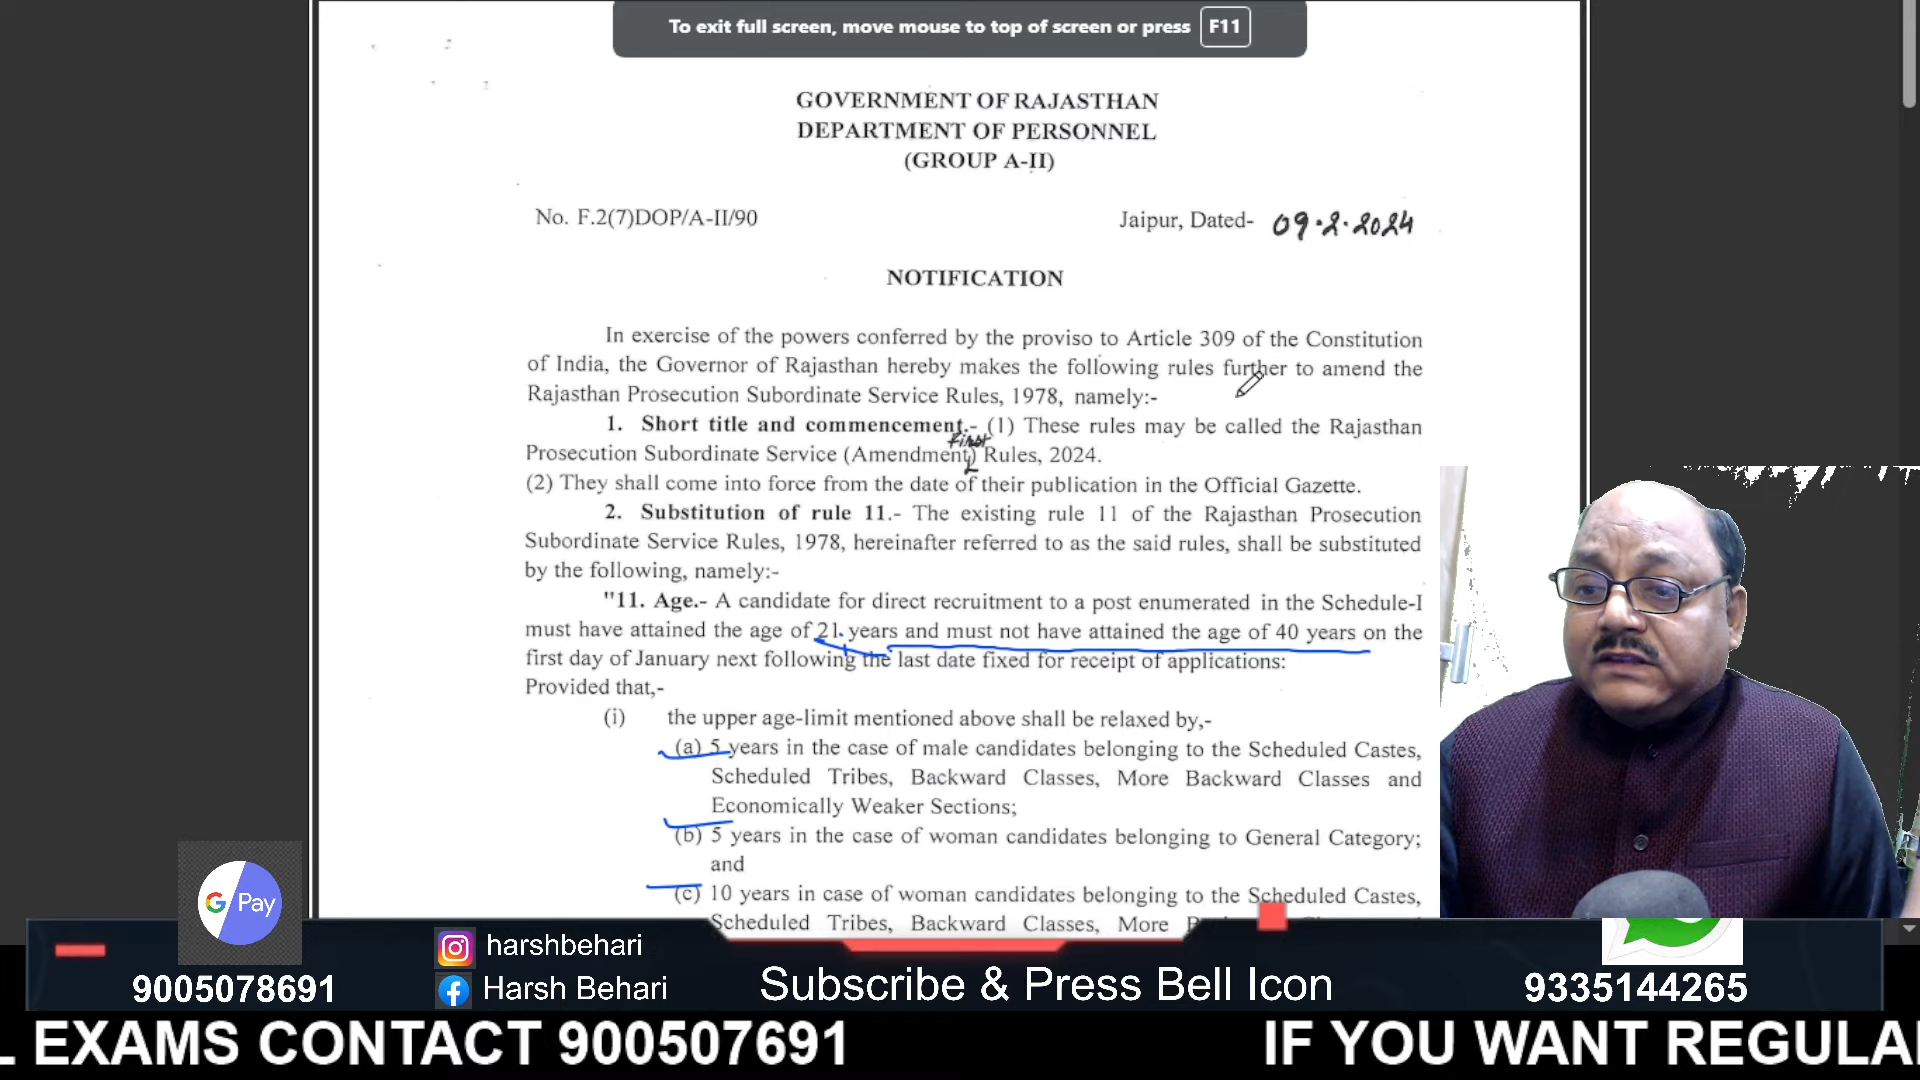 To exit full screen, move mouse to top of screen or press F11
GOVERNMENT OF RAJASTHAN
DEPARTMENT OF PERSONNEL
(GROUP A-II)
No. F.2(7)DOP/A-II/90
Jaipur, Dated- 09.2.2024
NOTIFICATION
In exercise of the powers conferred by the proviso to Article 309 of the Constitution
of India, the Governor of Rajasthan hereby makes the following rules further to amend the
Rajasthan Prosecution Subordinate Service Rules, 1978, namely:-
1. Short title and commencement.- (1) These rules may be called the Rajasthan
First
Prosecution Subordinate Service (Amendment) Rules, 2024.
(2) They shall come into force from the date of their publication in the Official Gazette.
2. Substitution of rule 11.- The existing rule 11 of the Rajasthan Prosecution
Subordinate Service Rules, 1978, hereinafter referred to as the said rules, shall be substituted
by the following, namely:-
"11. Age.- A candidate for direct recruitment to a post enumerated in the Schedule-I
must have attained the age of 21 years and must not have attained the age of 40 years on the
first day of January next following the last date fixed for receipt of applications:
Provided that,-
(i) the upper age-limit mentioned above shall be relaxed by,-
(a) 5 years in the case of male candidates belonging to the Scheduled Castes,
Scheduled Tribes, Backward Classes, More Backward Classes and
Economically Weaker Sections;
(b) 5 years in the case of woman candidates belonging to General Category;
and
(c) 10 years in case of woman candidates belonging to the Scheduled Castes,
Scheduled Tribes, Backward Classes, More
G Pay
9005078691
harshbehari
Harsh Behari
Subscribe & Press Bell Icon
9335144265
L EXAMS CONTACT 900507691
IF YOU WANT REGULA